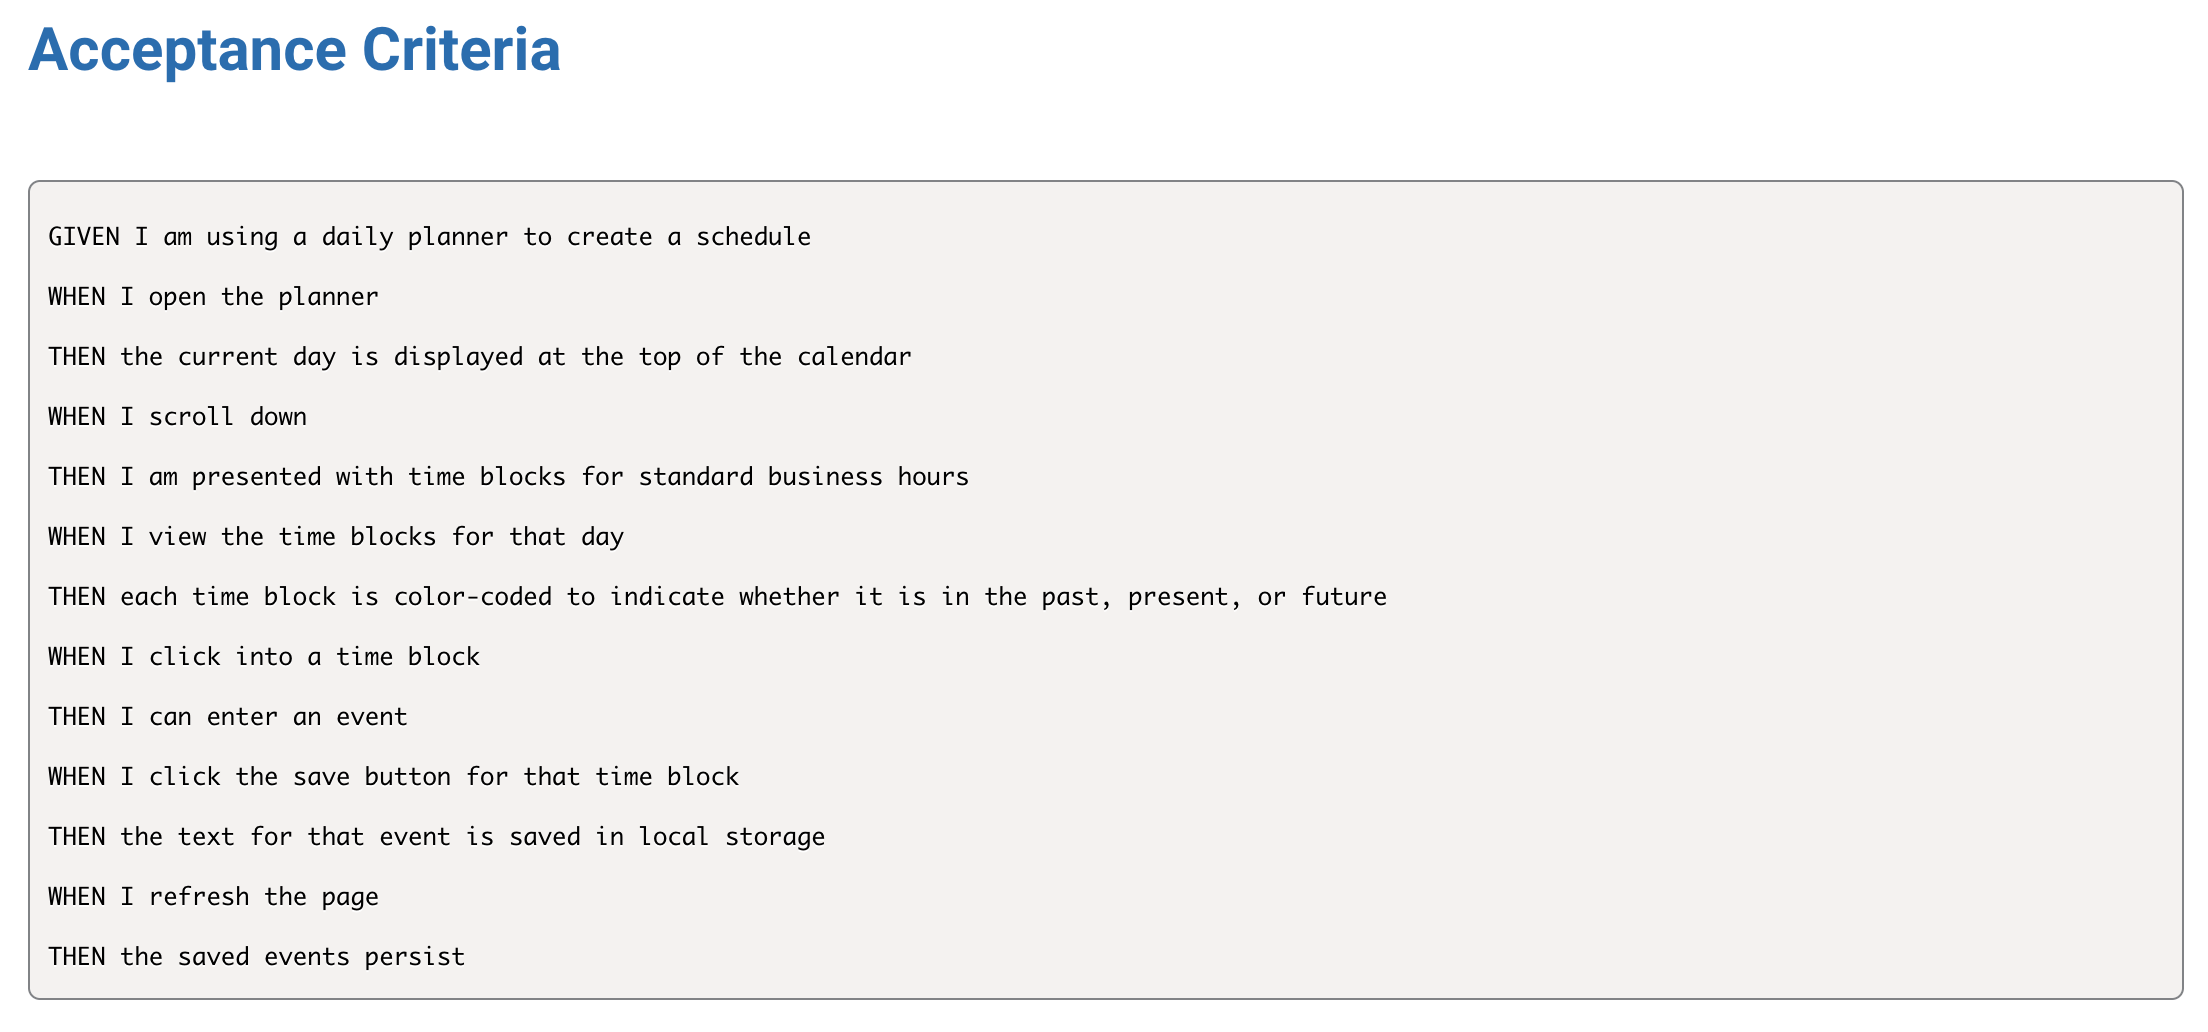 Acceptance Criteria
GIVEN I am using a daily planner to create a schedule
WHEN I open the planner
THEN the current day is displayed at the top of the calendar
WHEN I scroll down
THEN I am presented with time blocks for standard business hours
WHEN I view the time blocks for that day
THEN each time block is color-coded to indicate whether it is in the past, present, or future
WHEN I click into a time block
THEN I can enter an event
WHEN I click the save button for that time block
THEN the text for that event is saved in local storage
WHEN I refresh the page
THEN the saved events persist